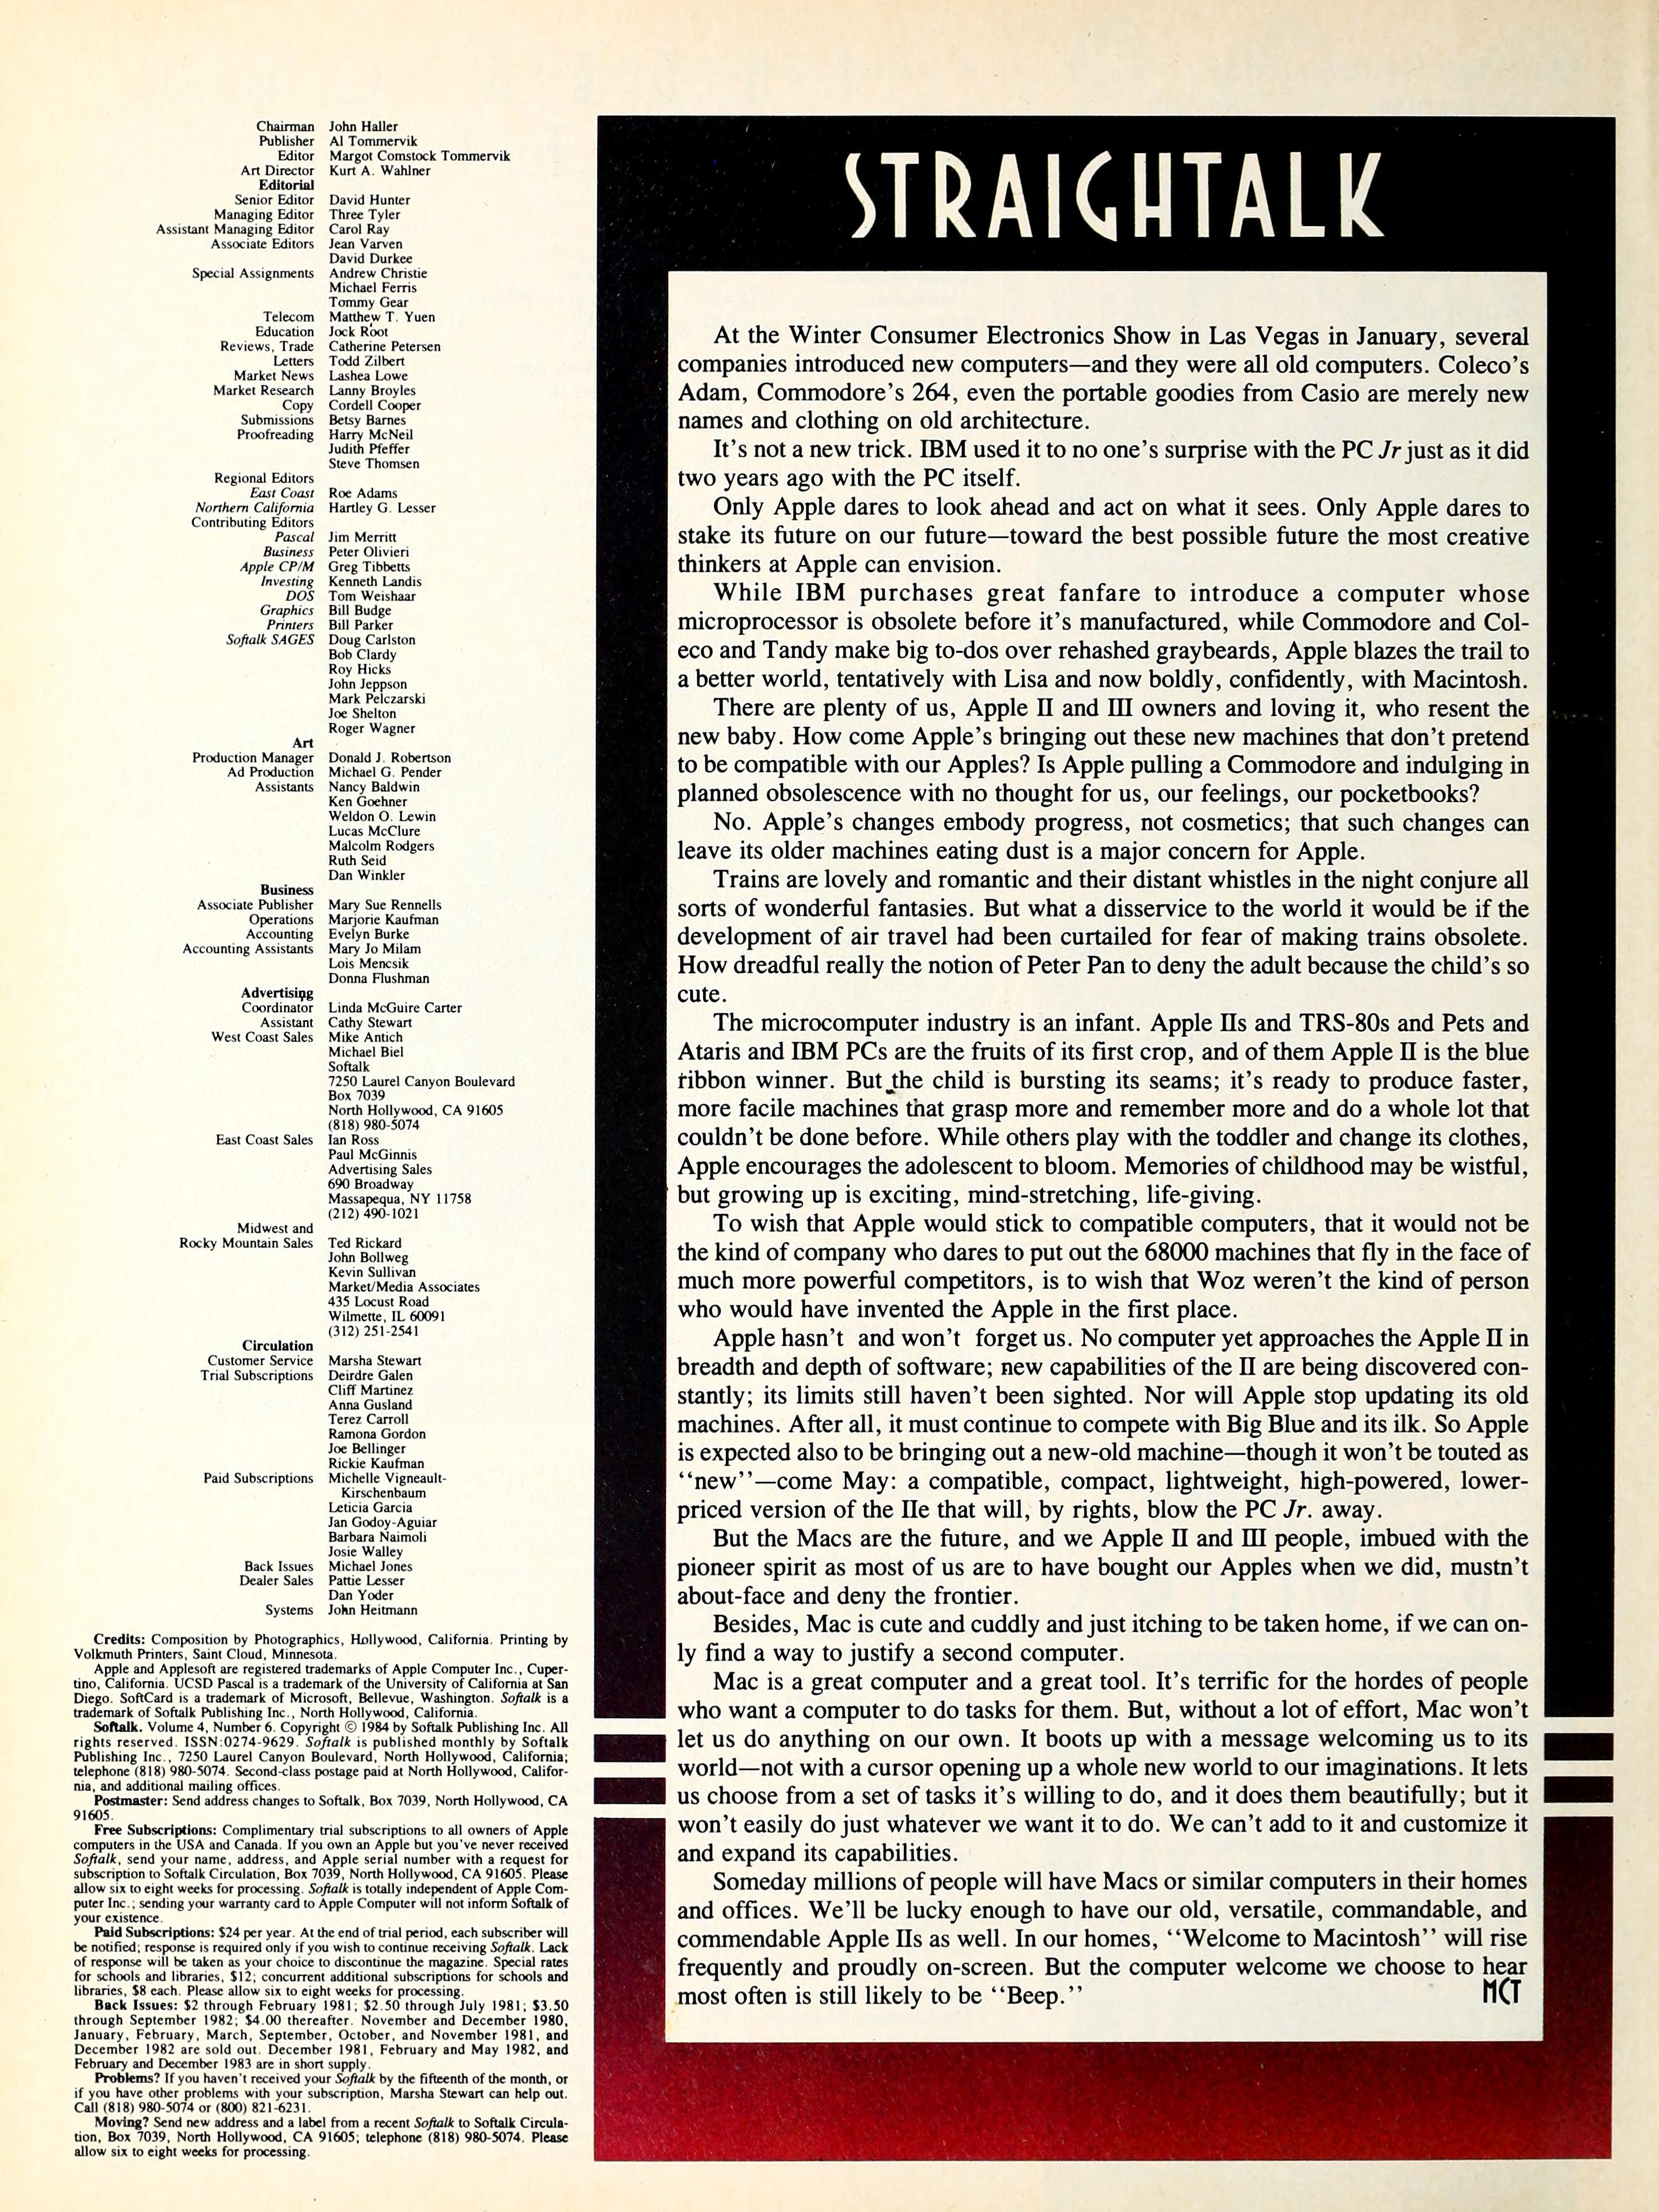 Chairman John Haller
Publisher Al Tommervik
Editor Margot Comstock Tommervik
Art Director Kurt A. Wahlner
Editorial
Senior Editor David Hunter
Managing Editor Three Tyler
Assistant Managing Editor Carol Ray
Associate Editors Jean Varven
David Durkee
Special Assignments Andrew Christie
Michael Ferris
Tommy Gear
Telecom Matthew T. Yuen
Education Jock Root
Reviews, Trade Catherine Petersen
Letters Todd Zilbert
Market News Lashea Lowe
Market Research Lanny Broyles
Copy Cordell Cooper
Submissions Betsy Barnes
Proofreading Harry McNeil
Judith Pfeffer
Steve Thomsen
Regional Editors
East Coast Roe Adams
Northern California Hartley G. Lesser
Contributing Editors
Pascal Jim Merritt
Business Peter Olivieri
Apple CP/M Greg Tibbetts
Investing Kenneth Landis
DOS Tom Weishaar
Graphics Bill Budge
Printers Bill Parker
Softalk SAGES Doug Carlston
Bob Clardy
Roy Hicks
John Jeppson
Mark Pelczarski
Joe Shelton
Roger Wagner
Art
Production Manager Donald J. Robertson
Ad Production Michael G. Pender
Assistants Nancy Baldwin
Ken Goehner
Weldon O. Lewin
Lucas McClure
Malcolm Rodgers
Ruth Seid
Dan Winkler
Business
Associate Publisher Mary Sue Rennells
Operations Marjorie Kaufman
Accounting Evelyn Burke
Accounting Assistants Mary Jo Milam
Lois Mencsik
Donna Flushman
Advertising
Coordinator Linda McGuire Carter
Assistant Cathy Stewart
West Coast Sales Mike Antich
Michael Biel
Softalk
7250 Laurel Canyon Boulevard
Box 7039
North Hollywood, CA 91605
(818) 980-5074
East Coast Sales Ian Ross
Paul McGinnis
Advertising Sales
690 Broadway
Massapequa, NY 11758
(212) 490-1021
Midwest and
Rocky Mountain Sales Ted Rickard
John Bollweg
Kevin Sullivan
Market/Media Associates
435 Locust Road
Wilmette, IL 60091
(312) 251-2541
Circulation
Customer Service Marsha Stewart
Trial Subscriptions Deirdre Galen
Cliff Martinez
Anna Gusland
Terez Carroll
Ramona Gordon
Joe Bellinger
Rickie Kaufman
Paid Subscriptions Michelle Vigneault-
Kirschenbaum
Leticia Garcia
Jan Godoy-Aguiar
Barbara Naimoli
Josie Walley
Back Issues Michael Jones
Dealer Sales Pattie Lesser
Dan Yoder
Systems John Heitmann
Credits: Composition by Photographics, Hollywood, California. Printing by
Volkmuth Printers, Saint Cloud, Minnesota.
Apple and Applesoft are registered trademarks of Apple Computer Inc., Cuper-
tino, California. UCSD Pascal is a trademark of the University of California at San
Diego. SoftCard is a trademark of Microsoft, Bellevue, Washington. Softalk is a
trademark of Softalk Publishing Inc., North Hollywood, California.
Softalk. Volume 4, Number 6. Copyright © 1984 by Softalk Publishing Inc. All
rights reserved. ISSN:0274-9629. Softalk is published monthly by Softalk
Publishing Inc., 7250 Laurel Canyon Boulevard, North Hollywood, California;
telephone (818) 980-5074. Second-class postage paid at North Hollywood, Califor-
nia, and additional mailing offices.
Postmaster: Send address changes to Softalk, Box 7039, North Hollywood, CA
91605.
Free Subscriptions: Complimentary trial subscriptions to all owners of Apple
computers in the USA and Canada. If you own an Apple but you've never received
Softalk, send your name, address, and Apple serial number with a request for
subscription to Softalk Circulation, Box 7039, North Hollywood, CA 91605. Please
allow six to eight weeks for processing. Softalk is totally independent of Apple Com-
puter Inc.; sending your warranty card to Apple Computer will not inform Softalk of
your existence.
Paid Subscriptions: $24 per year. At the end of trial period, each subscriber will
be notified; response is required only if you wish to continue receiving Softalk. Lack
of response will be taken as your choice to discontinue the magazine. Special rates
for schools and libraries, $12; concurrent additional subscriptions for schools and
libraries, $8 each. Please allow six to eight weeks for processing.
Back Issues: $2 through February 1981; $2.50 through July 1981; $3.50
through September 1982; $4.00 thereafter. November and December 1980,
January, February, March, September, October, and November 1981, and
December 1982 are sold out. December 1981, February and May 1982, and
February and December 1983 are in short supply.
Problems? If you haven't received your Softalk by the fifteenth of the month, or
if you have other problems with your subscription, Marsha Stewart can help out.
Call (818) 980-5074 or (800) 821-6231.
Moving? Send new address and a label from a recent Softalk to Softalk Circula-
tion, Box 7039, North Hollywood, CA 91605; telephone (818) 980-5074. Please
allow six to eight weeks for processing.
STRAIGHTALK
At the Winter Consumer Electronics Show in Las Vegas in January, several
companies introduced new computers—and they were all old computers. Coleco's
Adam, Commodore's 264, even the portable goodies from Casio are merely new
names and clothing on old architecture.
It's not a new trick. IBM used it to no one's surprise with the PC Jr just as it did
two years ago with the PC itself.
Only Apple dares to look ahead and act on what it sees. Only Apple dares to
stake its future on our future—toward the best possible future the most creative
thinkers at Apple can envision.
While IBM purchases great fanfare to introduce a computer whose
microprocessor is obsolete before it's manufactured, while Commodore and Col-
eco and Tandy make big to-dos over rehashed graybeards, Apple blazes the trail to
a better world, tentatively with Lisa and now boldly, confidently, with Macintosh.
There are plenty of us, Apple II and III owners and loving it, who resent the
new baby. How come Apple's bringing out these new machines that don't pretend
to be compatible with our Apples? Is Apple pulling a Commodore and indulging in
planned obsolescence with no thought for us, our feelings, our pocketbooks?
No. Apple's changes embody progress, not cosmetics; that such changes can
leave its older machines eating dust is a major concern for Apple.
Trains are lovely and romantic and their distant whistles in the night conjure all
sorts of wonderful fantasies. But what a disservice to the world it would be if the
development of air travel had been curtailed for fear of making trains obsolete.
How dreadful really the notion of Peter Pan to deny the adult because the child's so
cute.
The microcomputer industry is an infant. Apple IIs and TRS-80s and Pets and
Ataris and IBM PCs are the fruits of its first crop, and of them Apple II is the blue
ribbon winner. But the child is bursting its seams; it's ready to produce faster,
more facile machines that grasp more and remember more and do a whole lot that
couldn't be done before. While others play with the toddler and change its clothes,
Apple encourages the adolescent to bloom. Memories of childhood may be wistful,
but growing up is exciting, mind-stretching, life-giving.
To wish that Apple would stick to compatible computers, that it would not be
the kind of company who dares to put out the 68000 machines that fly in the face of
much more powerful competitors, is to wish that Woz weren't the kind of person
who would have invented the Apple in the first place.
Apple hasn't and won't forget us. No computer yet approaches the Apple II in
breadth and depth of software; new capabilities of the II are being discovered con-
stantly; its limits still haven't been sighted. Nor will Apple stop updating its old
machines. After all, it must continue to compete with Big Blue and its ilk. So Apple
is expected also to be bringing out a new-old machine—though it won't be touted as
"new"—come May: a compatible, compact, lightweight, high-powered, lower-
priced version of the IIe that will, by rights, blow the PC Jr. away.
But the Macs are the future, and we Apple II and III people, imbued with the
pioneer spirit as most of us are to have bought our Apples when we did, mustn't
about-face and deny the frontier.
Besides, Mac is cute and cuddly and just itching to be taken home, if we can on-
ly find a way to justify a second computer.
Mac is a great computer and a great tool. It's terrific for the hordes of people
who want a computer to do tasks for them. But, without a lot of effort, Mac won't
let us do anything on our own. It boots up with a message welcoming us to its
world—not with a cursor opening up a whole new world to our imaginations. It lets
us choose from a set of tasks it's willing to do, and it does them beautifully; but it
won't easily do just whatever we want it to do. We can't add to it and customize it
and expand its capabilities.
Someday millions of people will have Macs or similar computers in their homes
and offices. We'll be lucky enough to have our old, versatile, commandable, and
commendable Apple IIs as well. In our homes, "Welcome to Macintosh" will rise
frequently and proudly on-screen. But the computer welcome we choose to hear
most often is still likely to be "Beep." MCT